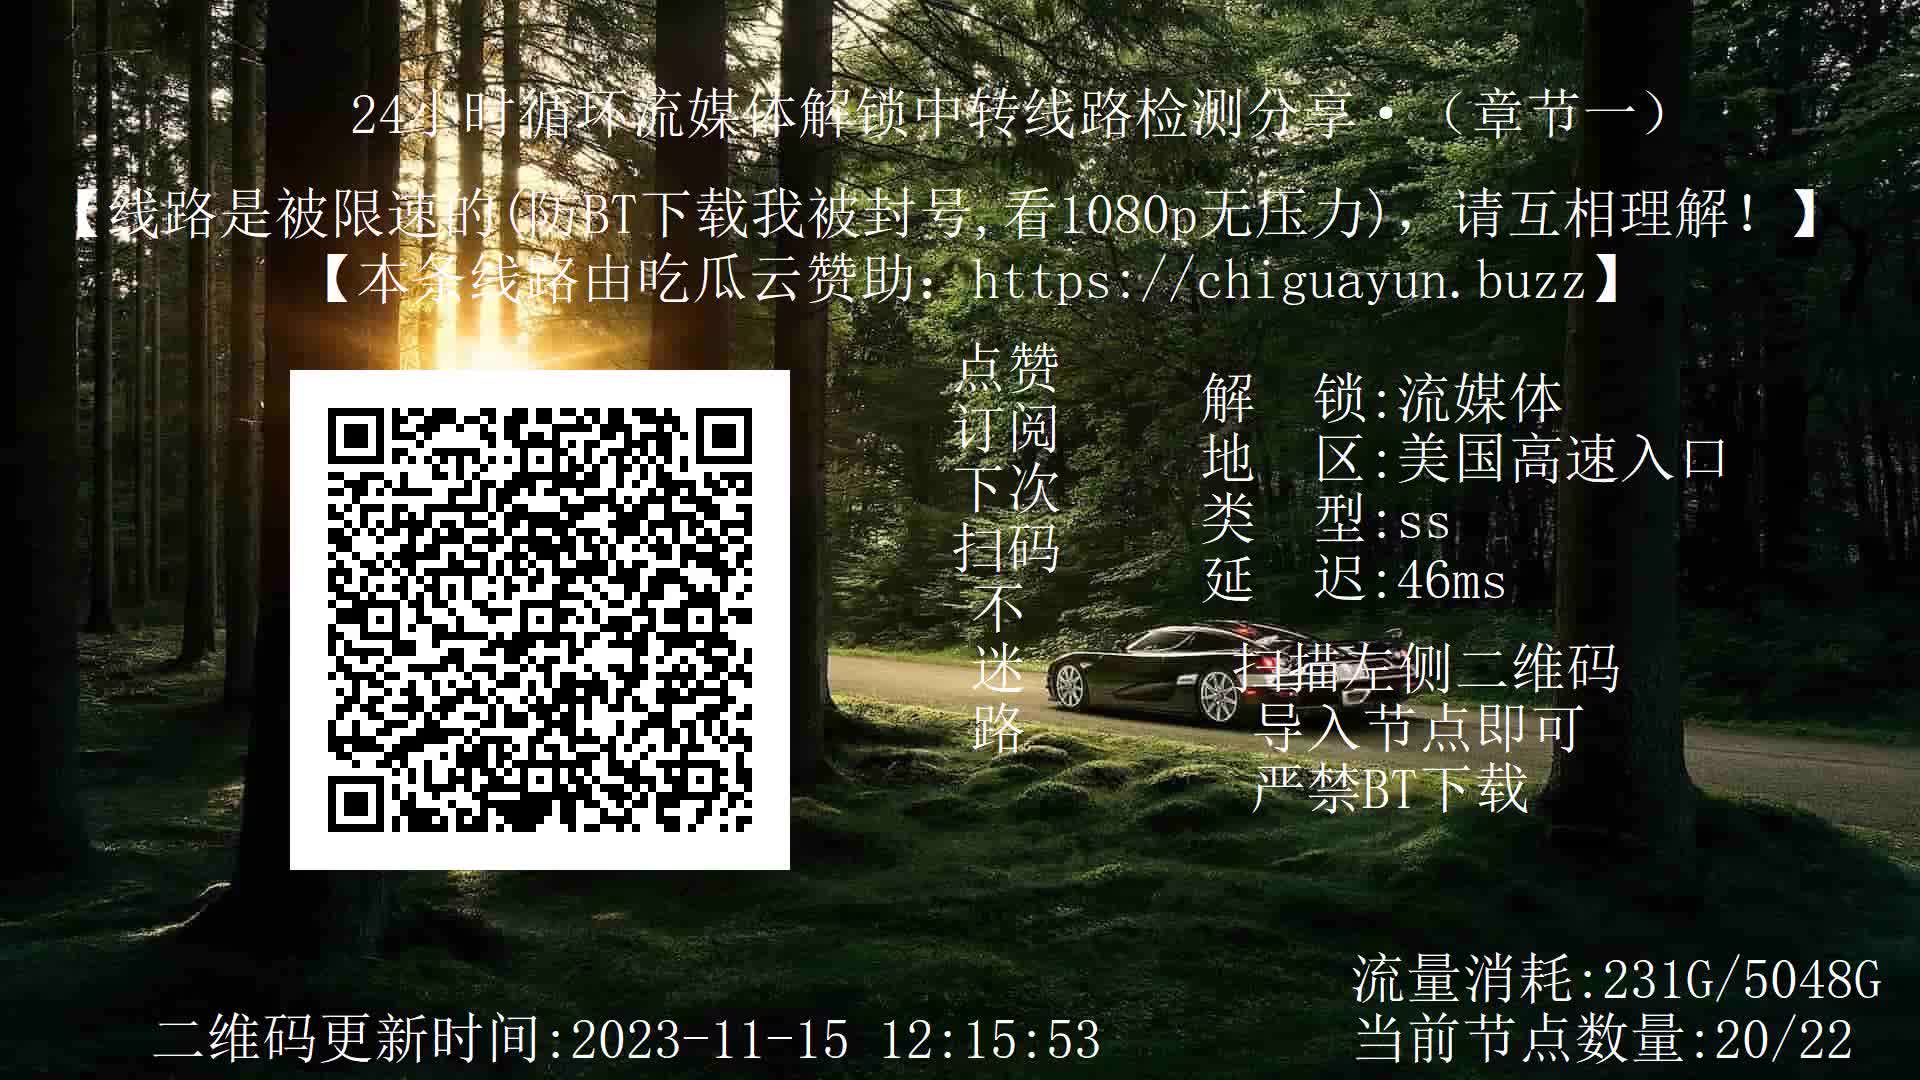 24小时循环流媒体解锁中转线路检测分享·（章节一）
【线路是被限速的(防BT下载我被封号,看1080p无压力)，请互相理解！】
【本条线路由吃瓜云赞助：https://chiguayun.buzz】
点赞
订阅
下次
扫码
不
迷
路
解 锁:流媒体
地 区:美国高速入口
类 型:ss
延 迟:46ms
扫描左侧二维码
导入节点即可
严禁BT下载
流量消耗:231G/5048G
二维码更新时间:2023-11-15 12:15:53
当前节点数量:20/22